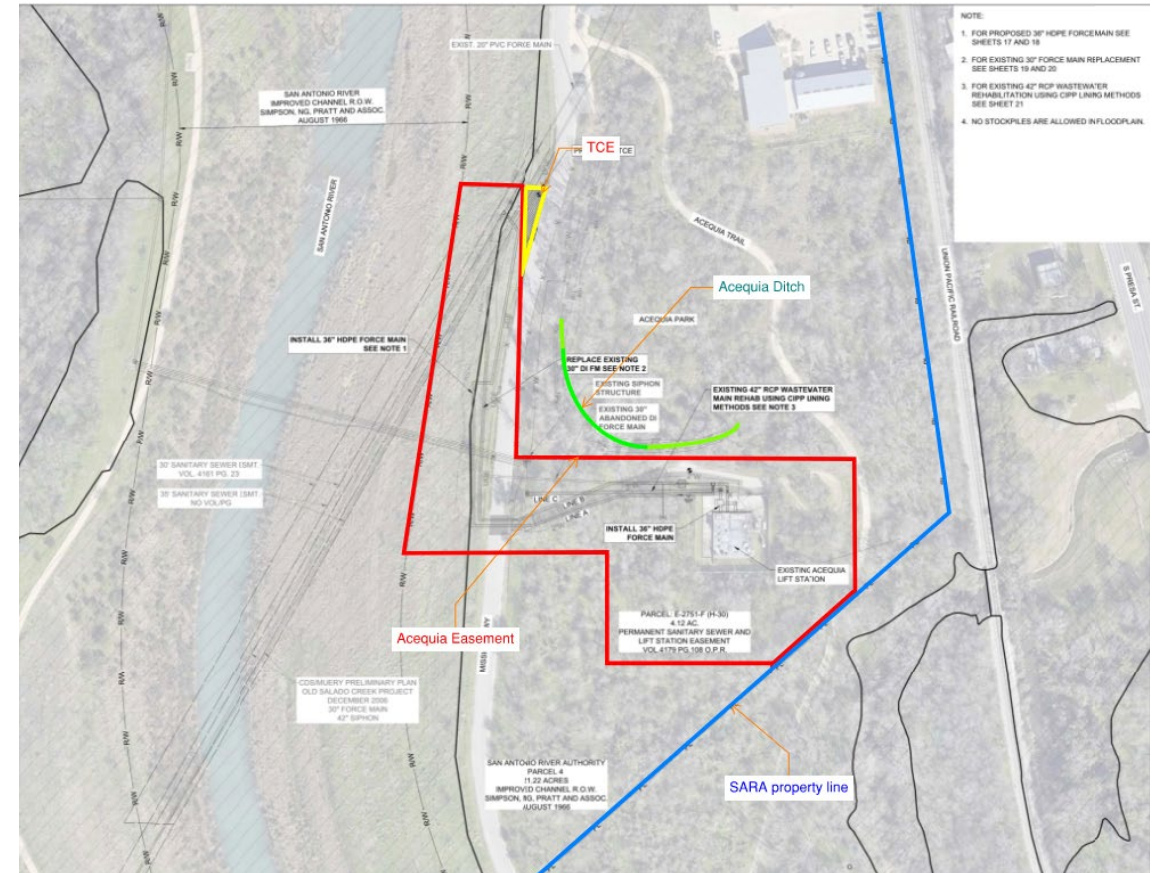 NOTE:
1. FOR PROPOSED 36" HDPE FORCEMAIN SEE
SHEETS 17 AND 18
2. FOR EXISTING 30" FORCE MAIN REPLACEMENT
SEE SHEETS 19 AND 20
3. FOR EXISTING 42" RCP WASTEWATER
REHABILITATION USING CIPP LINING METHODS
SEE SHEET 21
4. NO STOCKPILES ARE ALLOWED IN FLOODPLAIN.
EXIST. 20" PVC FORCE MAIN
SAN ANTONIO RIVER
IMPROVED CHANNEL R.O.W.
SIMPSON, NG, PRATT AND ASSOC.
AUGUST 1966
R/W
R/W
TCE
TCE
SAN ANTONIO RIVER
ACEQUIA TRAIL
UNION PACIFIC RAILROAD
S PRESA ST.
Acequia Ditch
ACEQUIA PARK
INSTALL 36" HDPE FORCE MAIN
SEE NOTE 1
REPLACE EXISTING
30" DI FM SEE NOTE 2
EXISTING SIPHON
STRUCTURE
EXISTING 30"
ABANDONED DI
FORCE MAIN
EXISTING 42" RCP WASTEWATER
MAIN REHAB USING CIPP LINING
METHODS SEE NOTE 3
30' SANITARY SEWER ESMT.
VOL. 4161 PG. 23
35' SANITARY SEWER ESMT
NO VOL/PG
LINE C
LINE B
LINE A
INSTALL 36" HDPE
FORCE MAIN
EXISTING ACEQUIA
LIFT STATION
PARCEL: E-2751-F (H-30)
4.12 AC.
PERMANENT SANITARY SEWER AND
LIFT STATION EASEMENT
VOL.4179 PG.108 O.P.R.
Acequia Easement
COS/MUERY PRELIMINARY PLAN
OLD SALADO CREEK PROJECT
DECEMBER 2006
30" FORCE MAIN
42" SIPHON
SAN ANTONIO RIVER AUTHORITY
PARCEL 4
IMPROVED CHANNEL R.O.W.
SIMPSON, NG, PRATT AND ASSOC.
AUGUST 1966
SARA property line